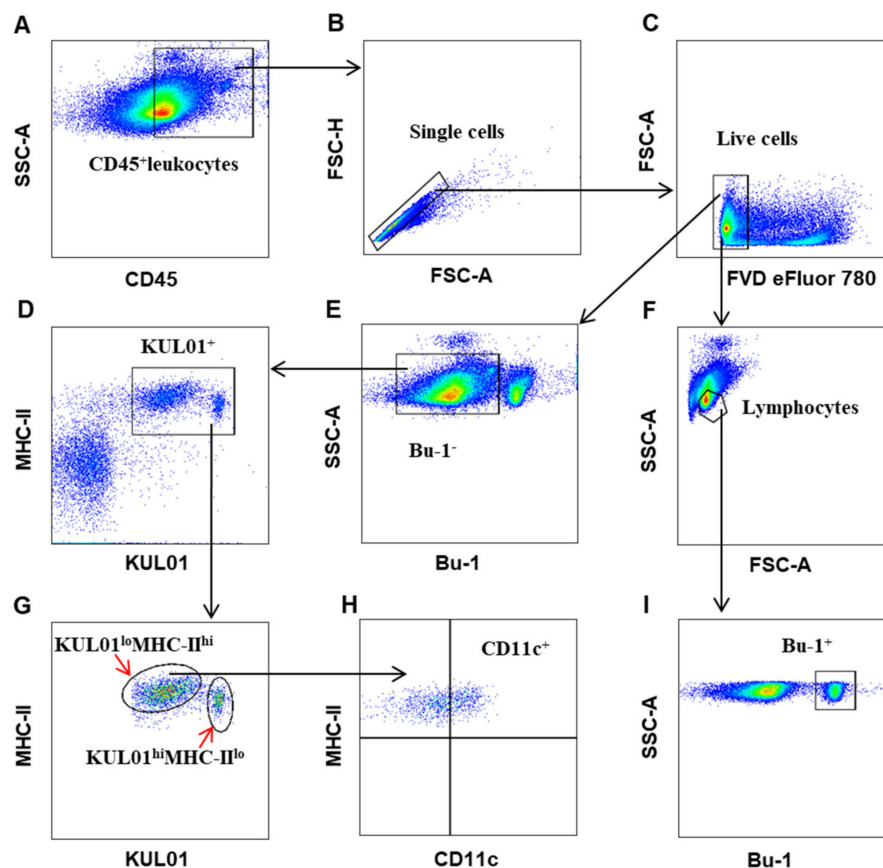 A
SSC-A
CD45⁺leukocytes
CD45
B
FSC-H
Single cells
FSC-A
C
FSC-A
Live cells
FVD eFluor 780
D
MHC-II
KUL01⁺
KUL01
E
SSC-A
Bu-1⁻
Bu-1
F
SSC-A
Lymphocytes
FSC-A
G
MHC-II
KUL01ˡᵒMHC-IIʰⁱ
KUL01ʰⁱMHC-IIˡᵒ
KUL01
H
MHC-II
CD11c⁺
CD11c
I
SSC-A
Bu-1⁺
Bu-1